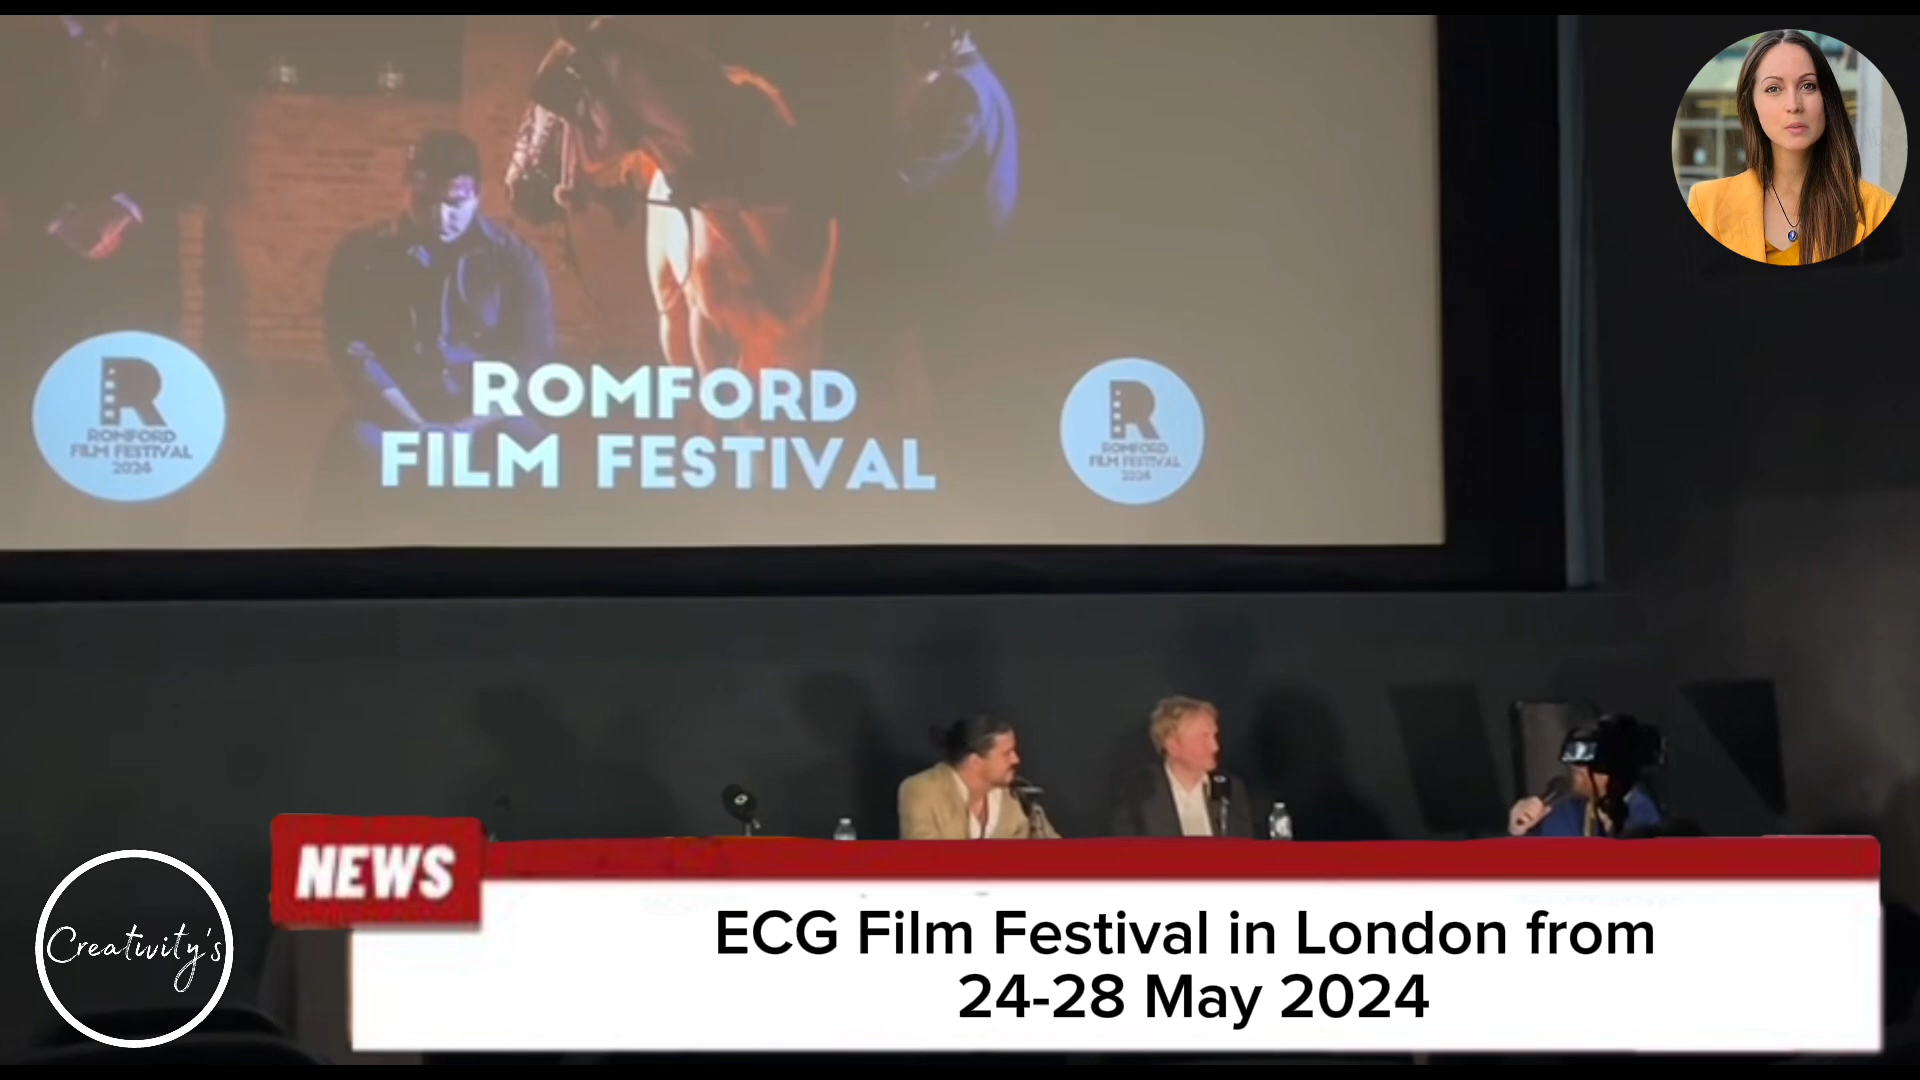 ROMFORD
FILM FESTIVAL
R
ROMFORD
FILM FESTIVAL
2024
R
ROMFORD
FILM FESTIVAL
2024
NEWS
ECG Film Festival in London from
24-28 May 2024
Creativity's